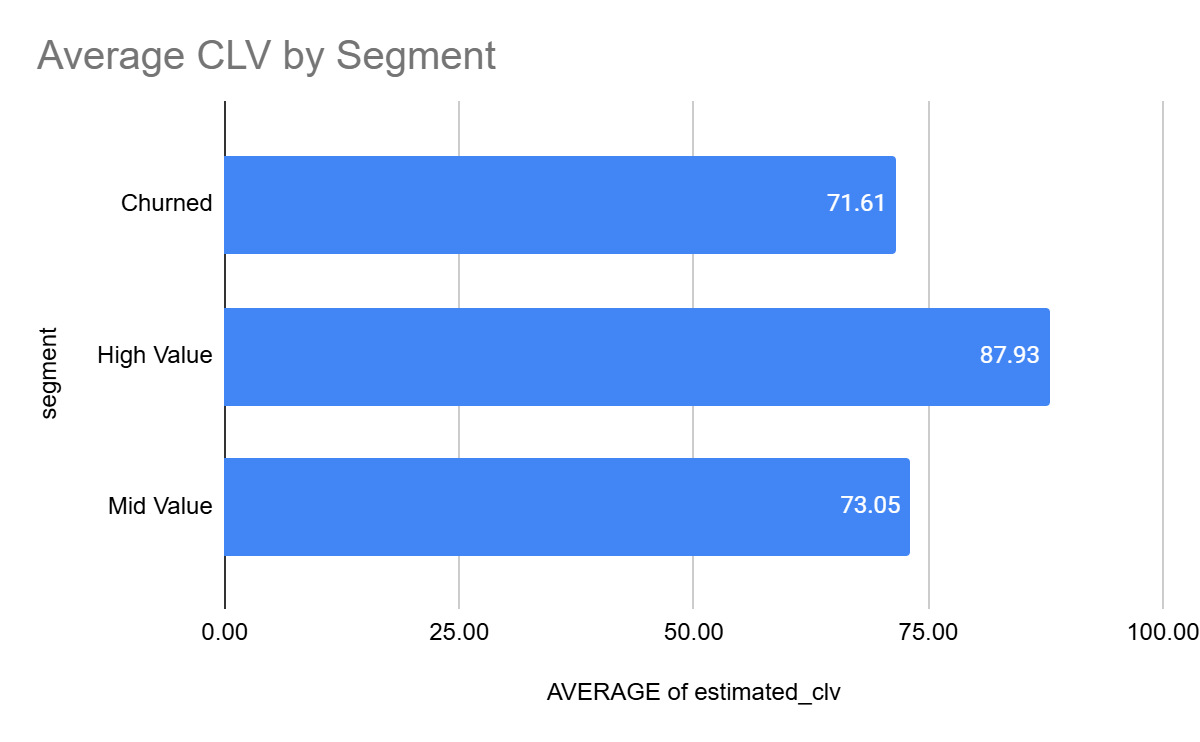 Average CLV by Segment
segment
Churned
71.61
High Value
87.93
Mid Value
73.05
0.00 25.00 50.00 75.00 100.00
AVERAGE of estimated_clv